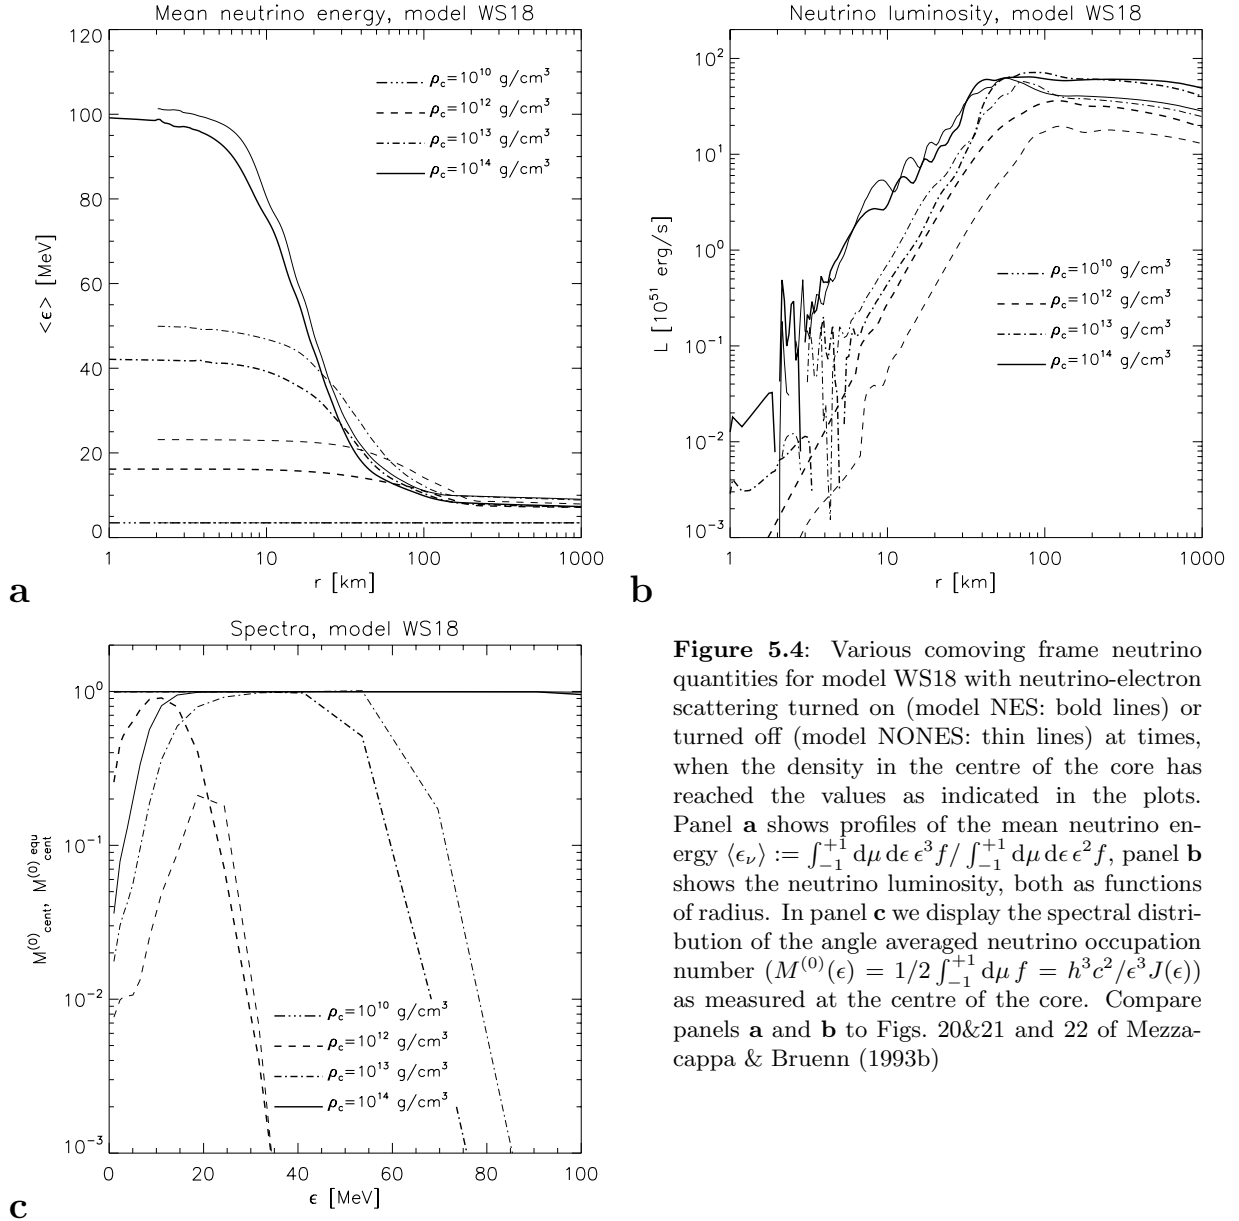 Mean neutrino energy, model WS18
120
100
80
60
40
20
0
<ϵ> [MeV]
ρc=10^10 g/cm^3
ρc=10^12 g/cm^3
ρc=10^13 g/cm^3
ρc=10^14 g/cm^3
1 10 100 1000
r [km]
a
Neutrino luminosity, model WS18
10^2
10^1
10^0
10^-1
10^-2
10^-3
L [10^51 erg/s]
ρc=10^10 g/cm^3
ρc=10^12 g/cm^3
ρc=10^13 g/cm^3
ρc=10^14 g/cm^3
1 10 100 1000
r [km]
b
Spectra, model WS18
10^0
10^-1
10^-2
10^-3
M^(0)_cent, M^(0) equ_cent
ρc=10^10 g/cm^3
ρc=10^12 g/cm^3
ρc=10^13 g/cm^3
ρc=10^14 g/cm^3
0 20 40 60 80 100
ϵ [MeV]
c
Figure 5.4: Various comoving frame neutrino
quantities for model WS18 with neutrino-electron
scattering turned on (model NES: bold lines) or
turned off (model NONES: thin lines) at times,
when the density in the centre of the core has
reached the values as indicated in the plots.
Panel a shows profiles of the mean neutrino en-
ergy ⟨ϵ_ν⟩ := ∫_{-1}^{+1} dμ dϵ ϵ^3 f/ ∫_{-1}^{+1} dμ dϵ ϵ^2 f, panel b
shows the neutrino luminosity, both as functions
of radius. In panel c we display the spectral distri-
bution of the angle averaged neutrino occupation
number (M^(0)(ϵ) = 1/2 ∫_{-1}^{+1} dμ f = h^3c^2/ϵ^3 J(ϵ))
as measured at the centre of the core. Compare
panels a and b to Figs. 20&21 and 22 of Mezza-
cappa & Bruenn (1993b)